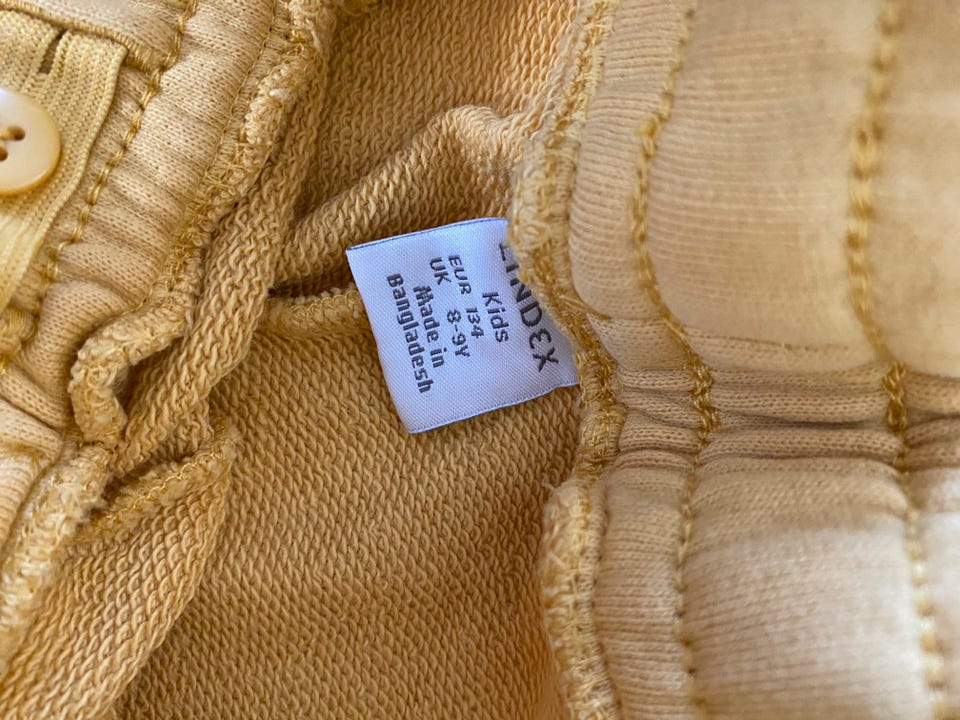 LINDEX
Kids
EUR 134
UK 8-9Y
Made in
Bangladesh